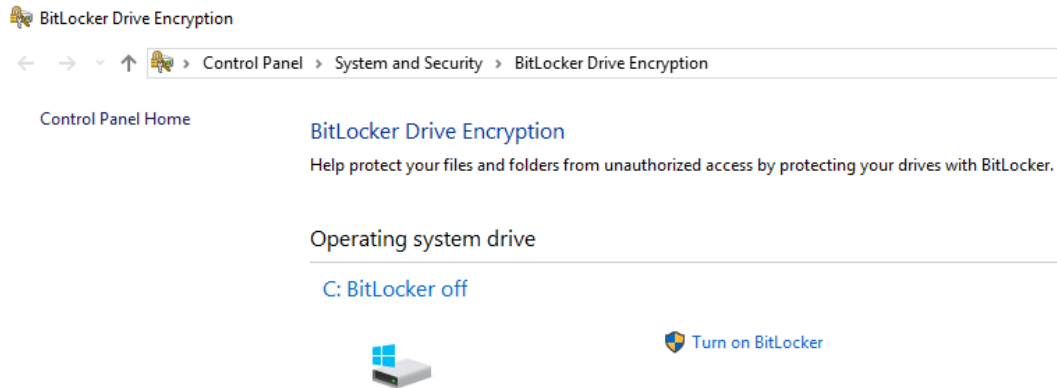 BitLocker Drive Encryption
Control Panel > System and Security > BitLocker Drive Encryption
Control Panel Home
BitLocker Drive Encryption
Help protect your files and folders from unauthorized access by protecting your drives with BitLocker.
Operating system drive
C: BitLocker off
Turn on BitLocker